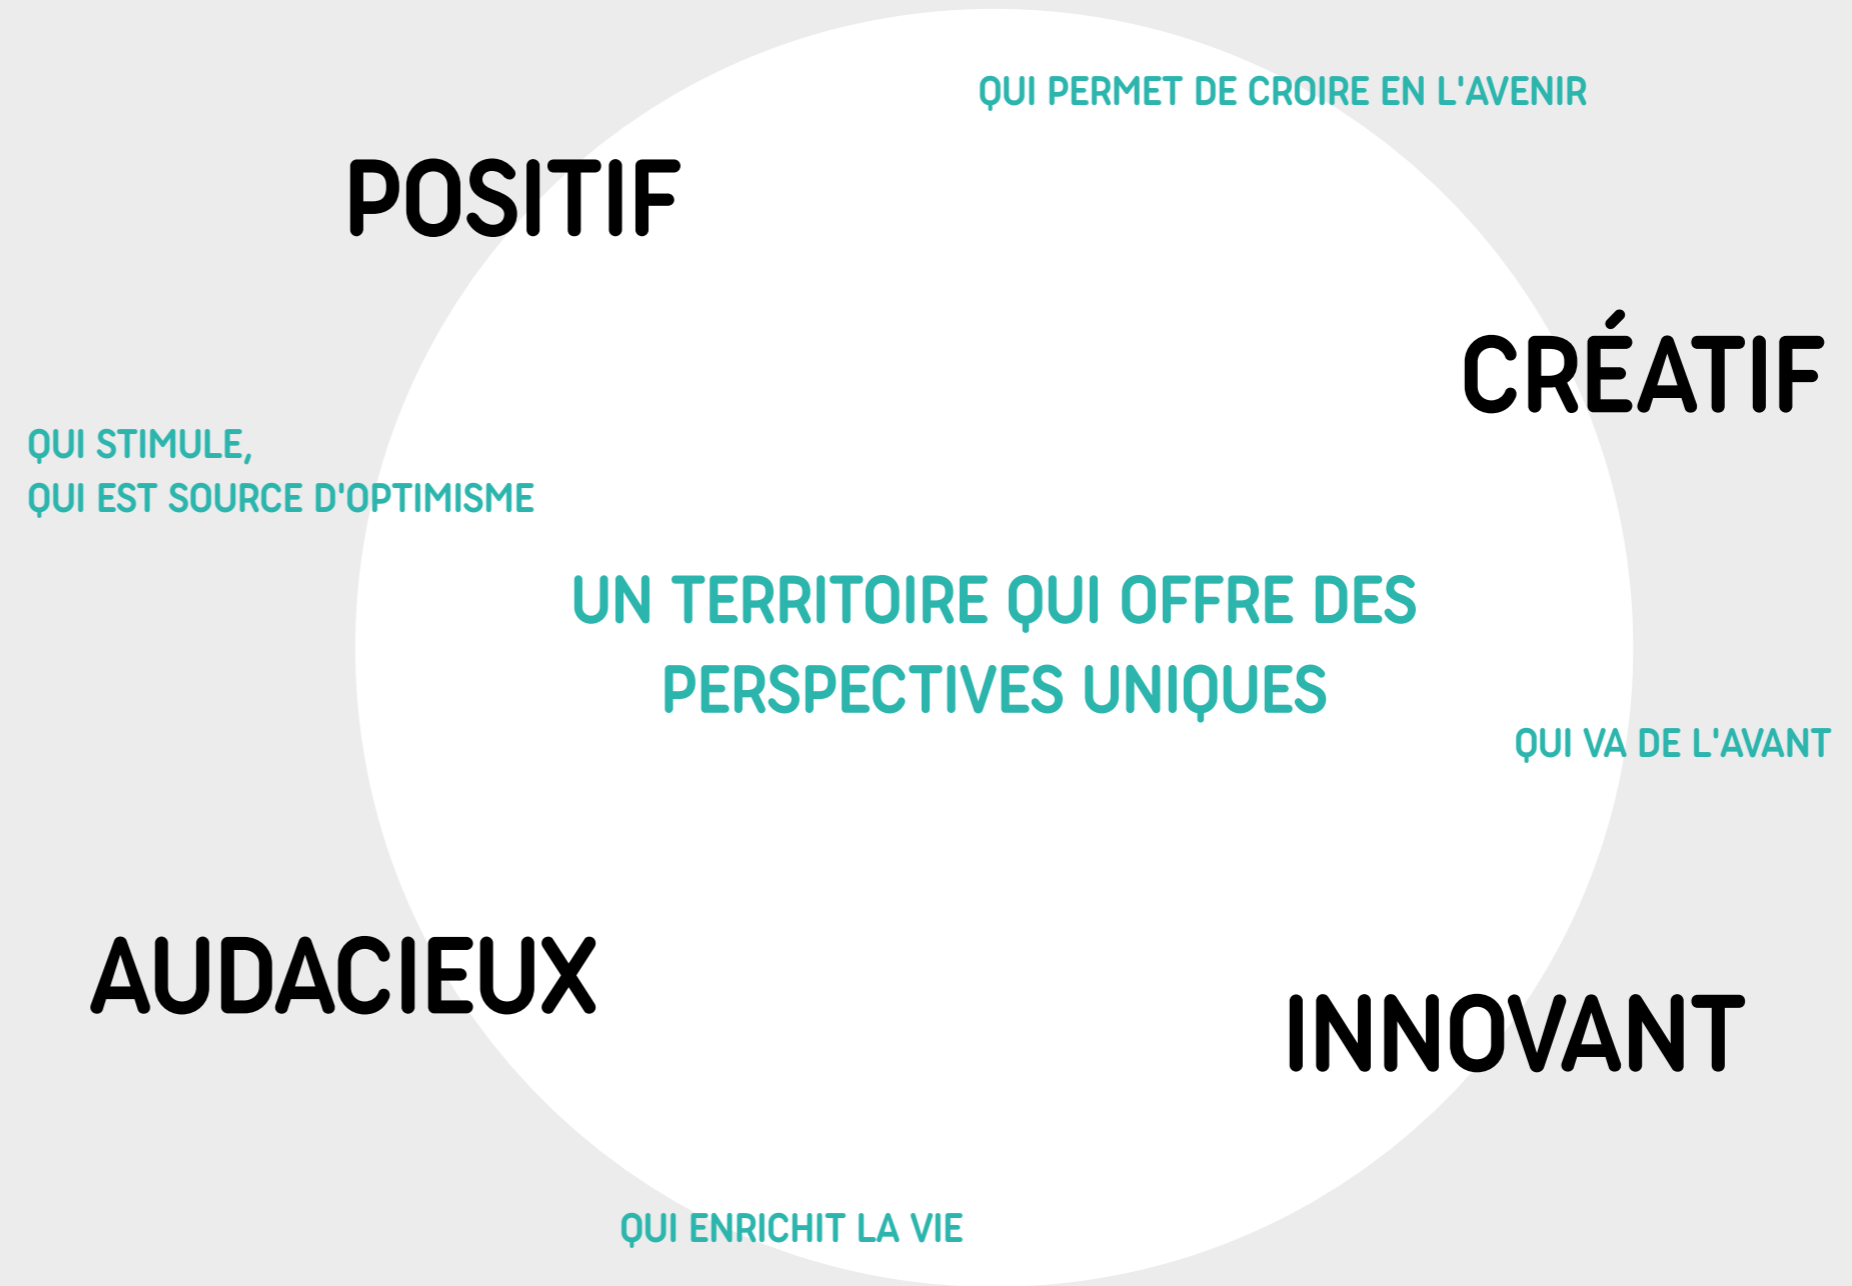 QUI PERMET DE CROIRE EN L'AVENIR
POSITIF
CRÉATIF
QUI STIMULE,
QUI EST SOURCE D'OPTIMISME
UN TERRITOIRE QUI OFFRE DES
PERSPECTIVES UNIQUES
QUI VA DE L'AVANT
AUDACIEUX
INNOVANT
QUI ENRICHIT LA VIE